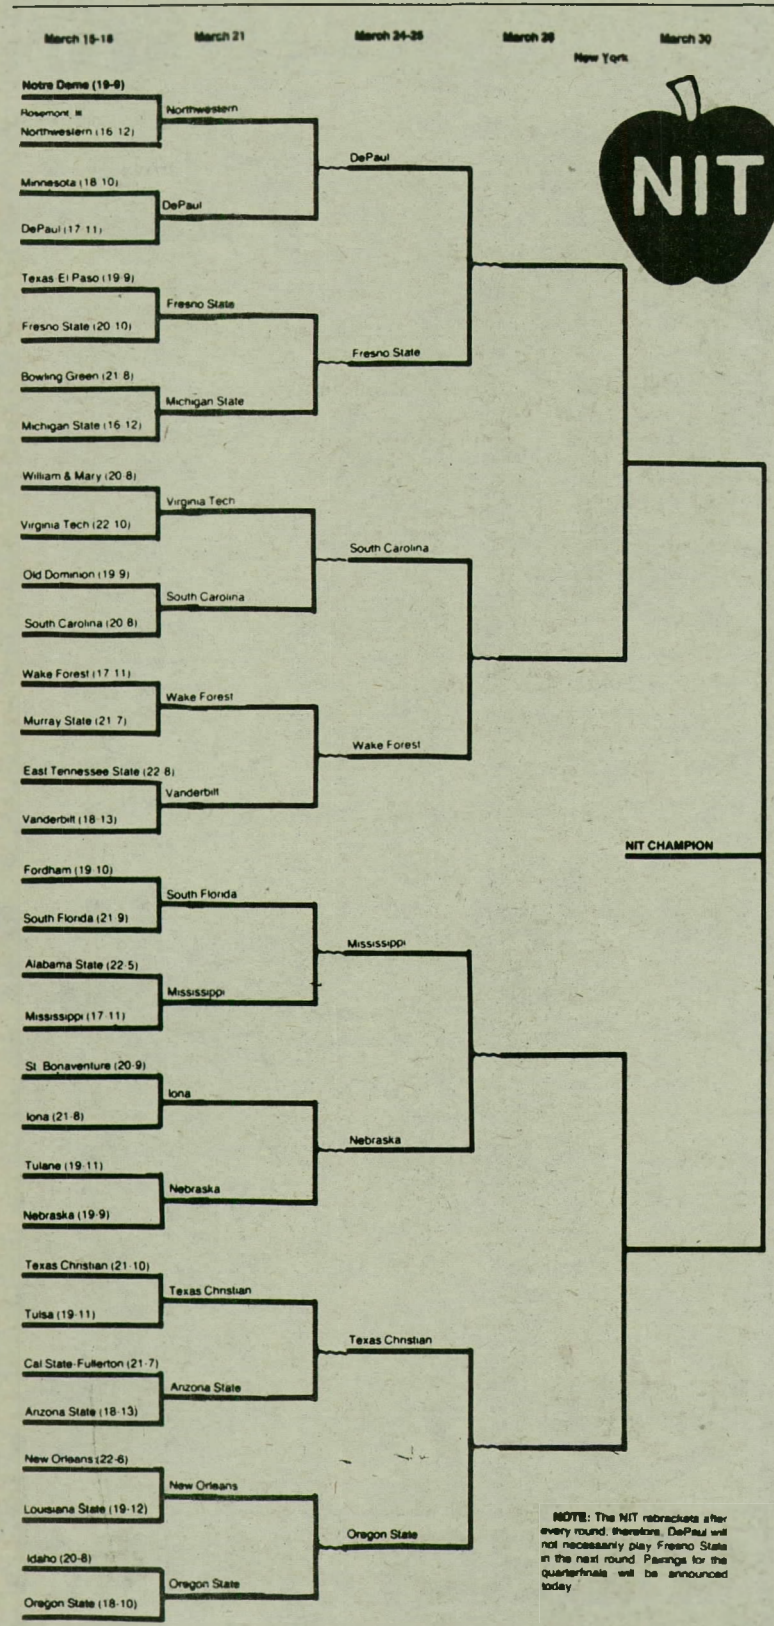 March 15-18
March 21
March 24-25
March 28
March 30
New York
NIT
Notre Dame (19-9)
Rosemont, Ill
Northwestern (16 12)
Northwestern
Minnesota (18 10)
DePaul
DePaul (17 11)
DePaul
Texas El Paso (19-9)
Fresno State
Fresno State (20 10)
Fresno State
Bowling Green (21 8)
Michigan State
Michigan State (16 12)
William & Mary (20-8)
Virginia Tech
Virginia Tech (22 10)
South Carolina
Old Dominion (19 9)
South Carolina
South Carolina (20 8)
Wake Forest (17 11)
Wake Forest
Murray State (21 7)
Wake Forest
East Tennessee State (22 8)
Vanderbilt
Vanderbilt (18-13)
NIT CHAMPION
Fordham (19-10)
South Florida
South Florida (21 9)
Mississippi
Alabama State (22 5)
Mississippi
Mississippi (17 11)
St Bonaventure (20-9)
Iona
Iona (21-8)
Nebraska
Tulane (19-11)
Nebraska
Nebraska (19-9)
Texas Christian (21-10)
Texas Christian
Tulsa (19-11)
Texas Christian
Cal State-Fullerton (21-7)
Arizona State
Arizona State (18-13)
New Orleans (22-6)
New Orleans
Louisiana State (19-12)
Oregon State
Idaho (20-8)
Oregon State
Oregon State (18-10)
NOTE: The NIT rebrackets after
every round, therefore, DePaul will
not necessarily play Fresno State
in the next round Pairings for the
quarterfinals will be announced
today